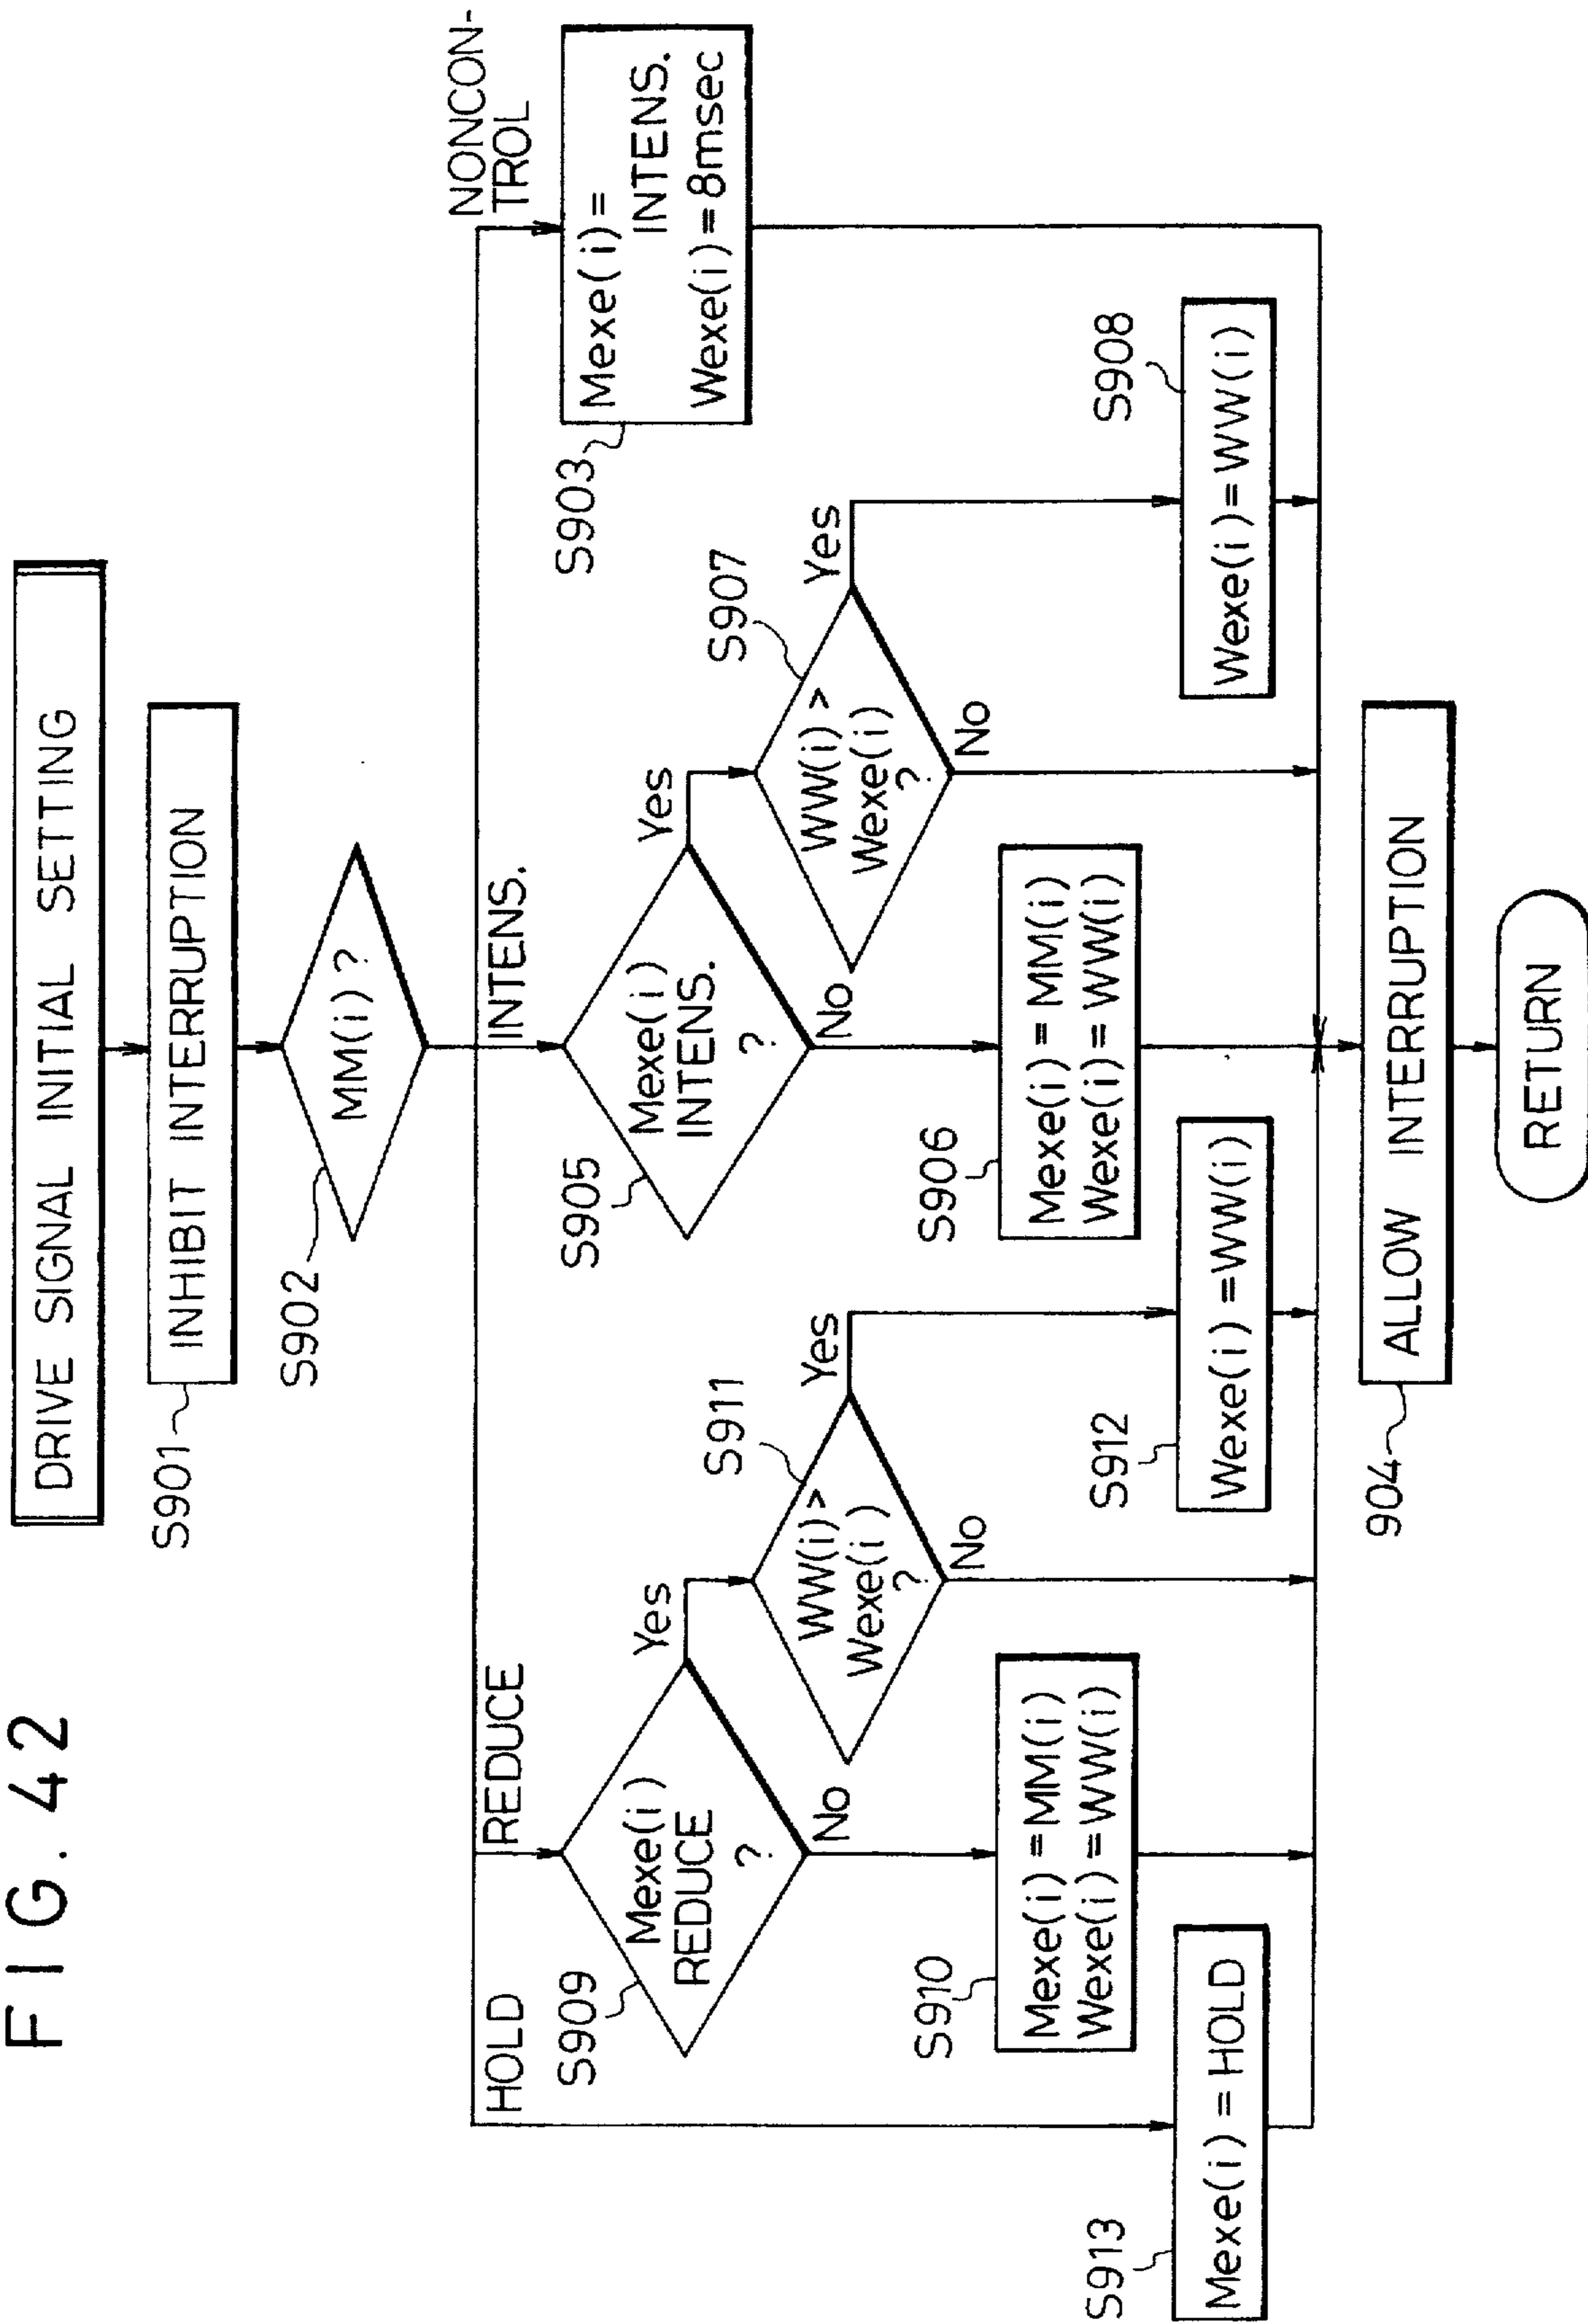 FIG. 42
DRIVE SIGNAL INITIAL SETTING
S901
INHIBIT INTERRUPTION
S902
MM(i)?
HOLD
REDUCE
INTENS.
NONCON-
TROL
S909
Mexe(i)
REDUCE
?
Yes
No
S905
Mexe(i)
INTENS.
?
Yes
No
S903
Mexe(i)=
INTENS.
Wexe(i)=8msec
S911
WW(i)>
Wexe(i)
?
Yes
No
S907
WW(i)>
Wexe(i)
?
Yes
No
S910
Mexe(i)=MM(i)
Wexe(i)=WW(i)
S906
Mexe(i)=MM(i)
Wexe(i)=WW(i)
S913
Mexe(i)=HOLD
S912
Wexe(i)=WW(i)
S908
Wexe(i)=WW(i)
904
ALLOW INTERRUPTION
RETURN